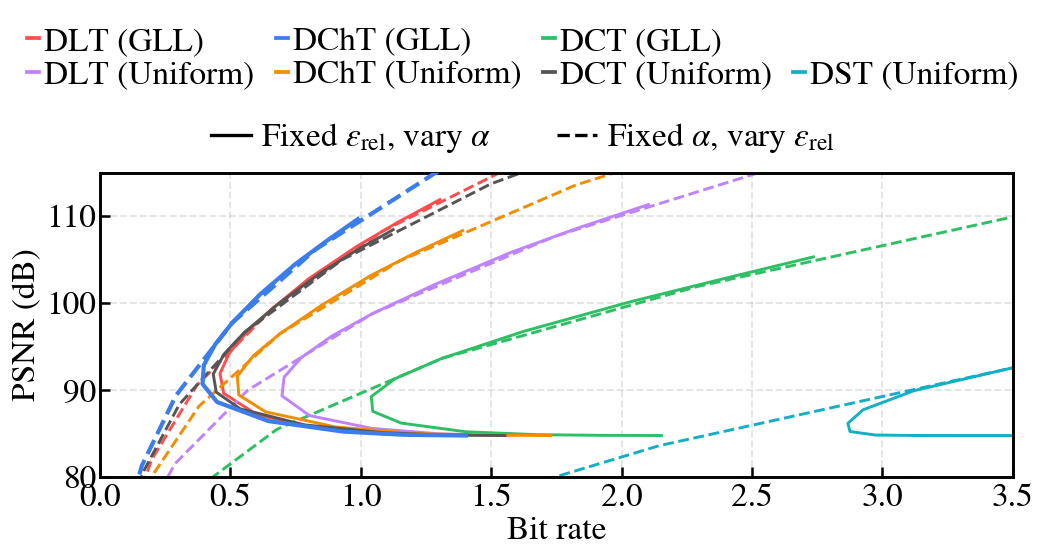 DLT (GLL) DChT (GLL) DCT (GLL)
DLT (Uniform) DChT (Uniform) DCT (Uniform) DST (Uniform)
Fixed ε_rel, vary α Fixed α, vary ε_rel
PSNR (dB)
110
100
90
80
0.0 0.5 1.0 1.5 2.0 2.5 3.0 3.5
Bit rate